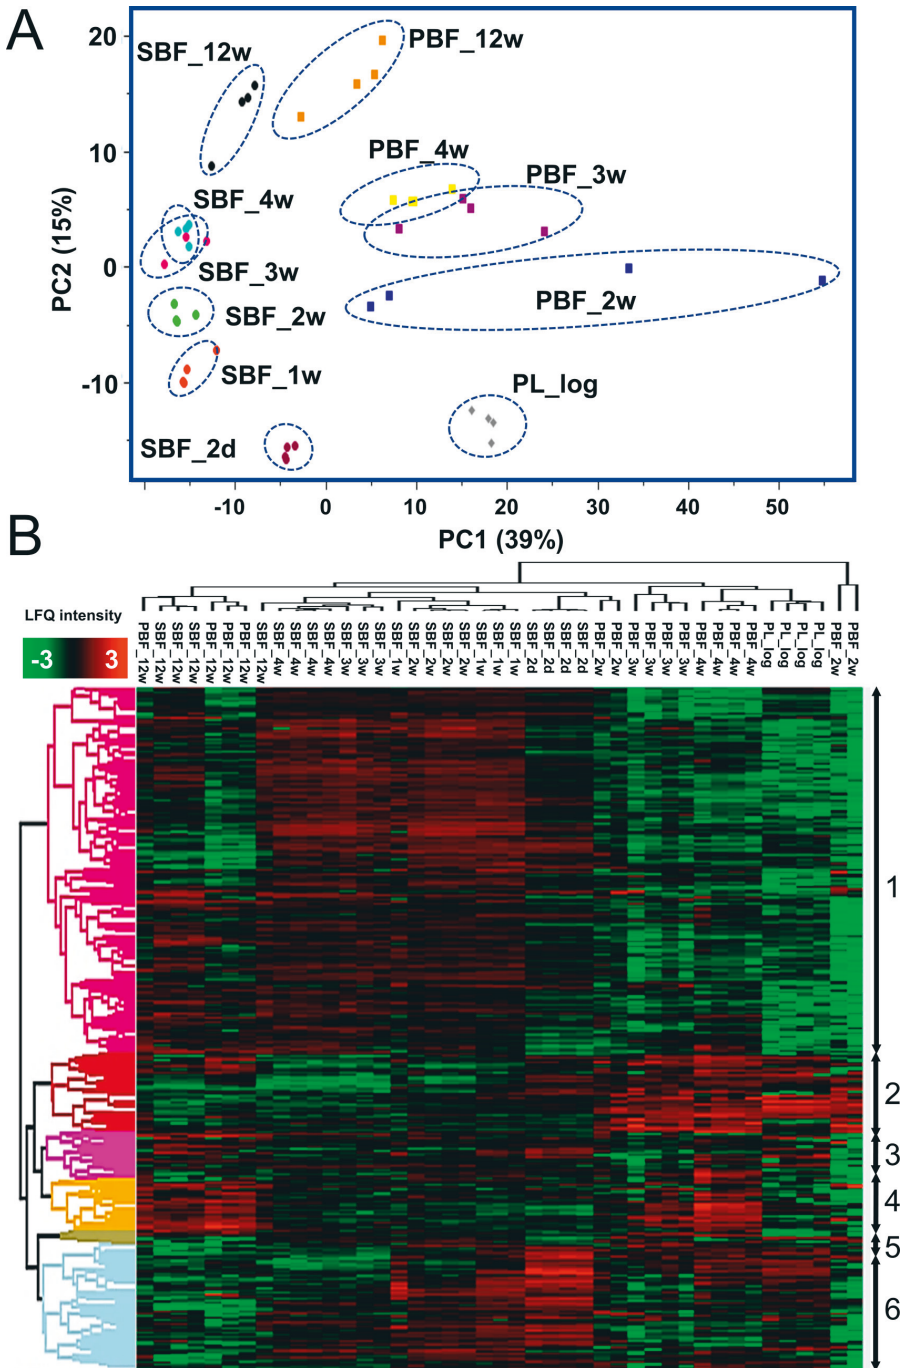 A
20
10
0
-10
PC2 (15%)
SBF_12w
PBF_12w
PBF_4w
PBF_3w
SBF_4w
SBF_3w
PBF_2w
SBF_2w
SBF_1w
PL_log
SBF_2d
-10
0
10
20
30
40
50
PC1 (39%)
B
LFQ intensity
-3
3
PBF_12w
SBF_12w
SBF_12w
SBF_12w
PBF_12w
PBF_12w
PBF_12w
SBF_12w
SBF_4w
SBF_4w
SBF_4w
SBF_4w
SBF_3w
SBF_3w
SBF_3w
SBF_1w
SBF_2w
SBF_2w
SBF_2w
SBF_2w
SBF_1w
SBF_1w
SBF_1w
SBF_2d
SBF_2d
SBF_2d
SBF_2d
PBF_2w
PBF_2w
PBF_3w
PBF_3w
PBF_3w
PBF_3w
PBF_4w
PBF_4w
PBF_4w
PBF_4w
PL_log
PL_log
PL_log
PL_log
PBF_2w
PBF_2w
1
2
3
4
5
6